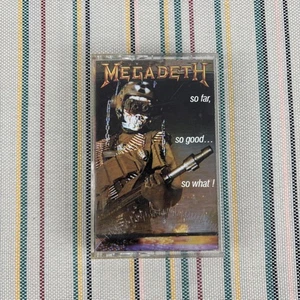 MEGADETH
so far,
so good...
so what !